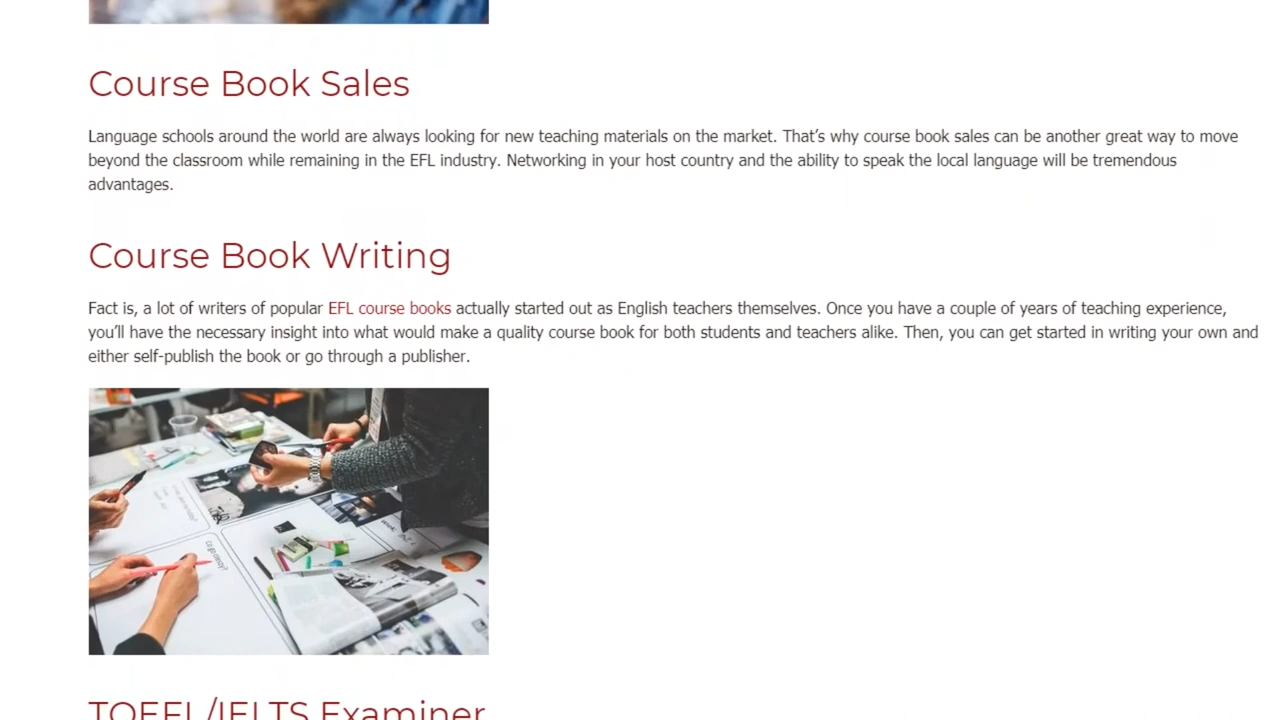 Course Book Sales
Language schools around the world are always looking for new teaching materials on the market. That’s why course book sales can be another great way to move
beyond the classroom while remaining in the EFL industry. Networking in your host country and the ability to speak the local language will be tremendous
advantages.
Course Book Writing
Fact is, a lot of writers of popular EFL course books actually started out as English teachers themselves. Once you have a couple of years of teaching experience,
you’ll have the necessary insight into what would make a quality course book for both students and teachers alike. Then, you can get started in writing your own and
either self-publish the book or go through a publisher.
TOEFL/IELTS Examiner